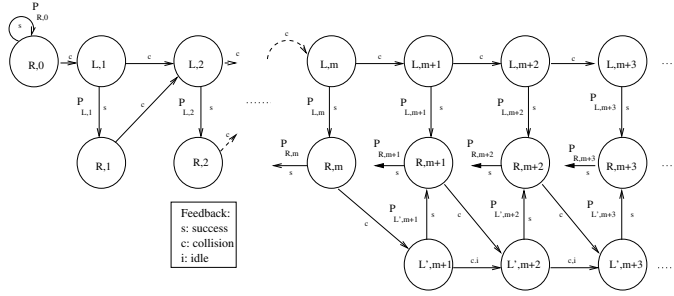 P R,0
s
R,0
c
L,1
c
L,2
c
c
L,m
c
L,m+1
c
L,m+2
c
L,m+3
....
P L,1
s
c
P L,2
s
c
......
P L,m
s
P L,m+1
s
P L,m+2
s
P L,m+3
s
R,1
R,2
P R,m
s
R,m
P R,m+1
s
R,m+1
P R,m+2
s
R,m+2
P R,m+3
s
R,m+3
....
Feedback:
s: success
c: collision
i: idle
c
P L',m+1
s
c
P L',m+2
s
c
P L',m+3
s
L',m+1
c,i
L',m+2
c,i
L',m+3
....